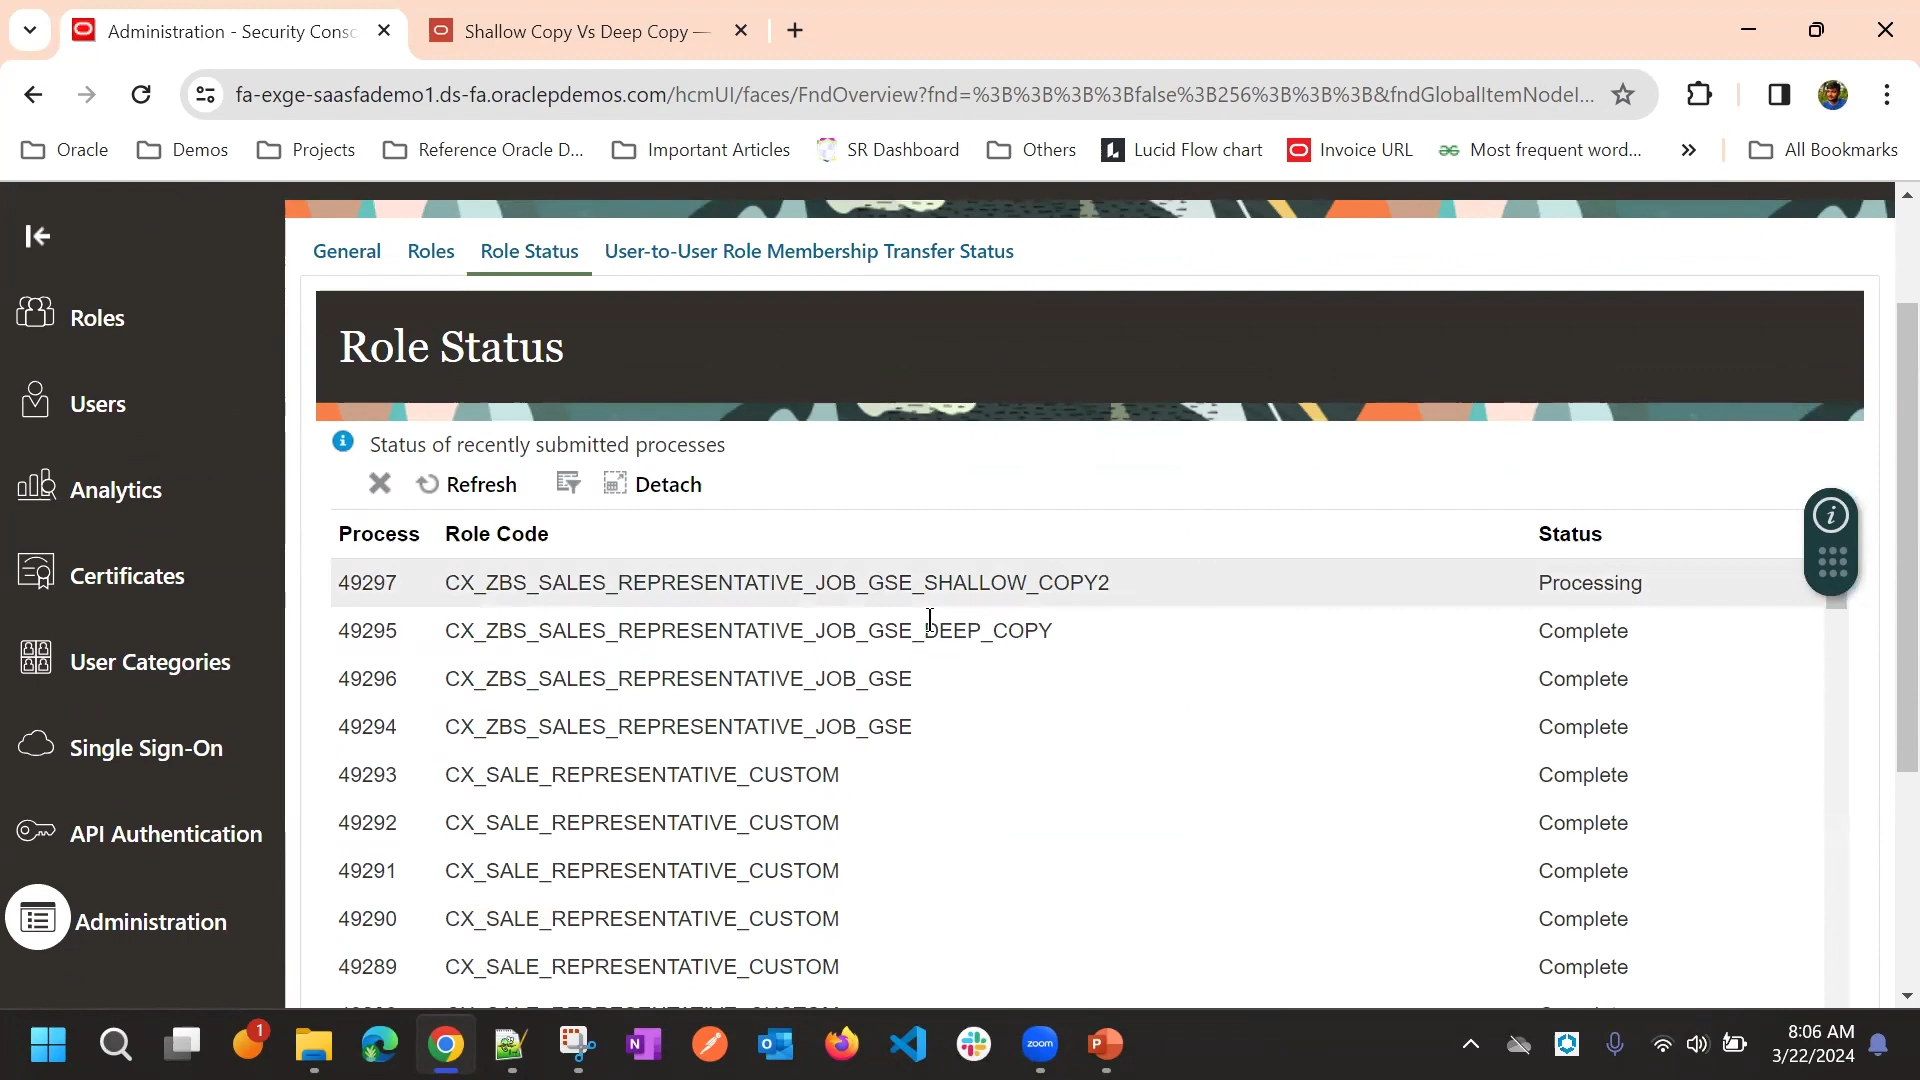 Administration - Security Consc
Shallow Copy Vs Deep Copy —
fa-exge-saasfademo1.ds-fa.oraclepdemos.com/hcmUI/faces/FndOverview?fnd=%3B%3B%3B%3Bfalse%3B256%3B%3B%3B&fndGlobalItemNodeI...
Oracle
Demos
Projects
Reference Oracle D...
Important Articles
SR Dashboard
Others
Lucid Flow chart
Invoice URL
Most frequent word...
»
All Bookmarks
Roles
Users
Analytics
Certificates
User Categories
Single Sign-On
API Authentication
Administration
General Roles Role Status User-to-User Role Membership Transfer Status
Role Status
Status of recently submitted processes
Refresh Detach
Process Role Code Status
49297 CX_ZBS_SALES_REPRESENTATIVE_JOB_GSE_SHALLOW_COPY2 Processing
49295 CX_ZBS_SALES_REPRESENTATIVE_JOB_GSE_DEEP_COPY Complete
49296 CX_ZBS_SALES_REPRESENTATIVE_JOB_GSE Complete
49294 CX_ZBS_SALES_REPRESENTATIVE_JOB_GSE Complete
49293 CX_SALE_REPRESENTATIVE_CUSTOM Complete
49292 CX_SALE_REPRESENTATIVE_CUSTOM Complete
49291 CX_SALE_REPRESENTATIVE_CUSTOM Complete
49290 CX_SALE_REPRESENTATIVE_CUSTOM Complete
49289 CX_SALE_REPRESENTATIVE_CUSTOM Complete
1
zoom
8:06 AM
3/22/2024